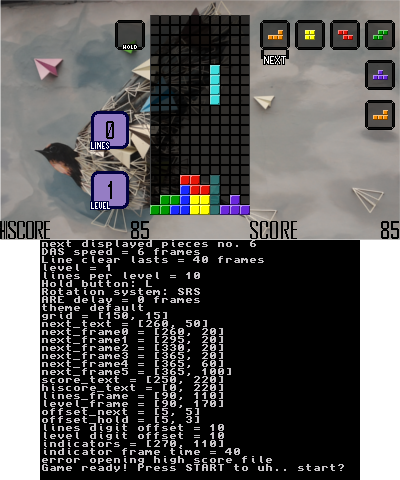 HOLD
NEXT
0
LINES
1
LEVEL
HISCORE 85 SCORE 85
next displayed pieces no. 6
DAS speed = 6 frames
Line clear lasts = 40 frames
level = 1
lines per level = 10
Hold button: L
Rotation system: SRS
ARE delay = 0 frames
theme default
grid = [150, 15]
next_text = [260, 50]
next_frame0 = [260, 20]
next_frame1 = [295, 20]
next_frame2 = [330, 20]
next_frame3 = [365, 20]
next_frame4 = [365, 60]
next_frame5 = [365, 100]
score_text = [250, 220]
hiscore_text = [0, 220]
lines_frame = [90, 110]
level_frame = [90, 170]
offset_next = [5, 5]
offset_hold = [5, 3]
lines digit offset = 10
level digit offset = 10
indicators = [270, 110]
indicator frame time = 40
error opening high score file
Game ready! Press START to uh.. start?